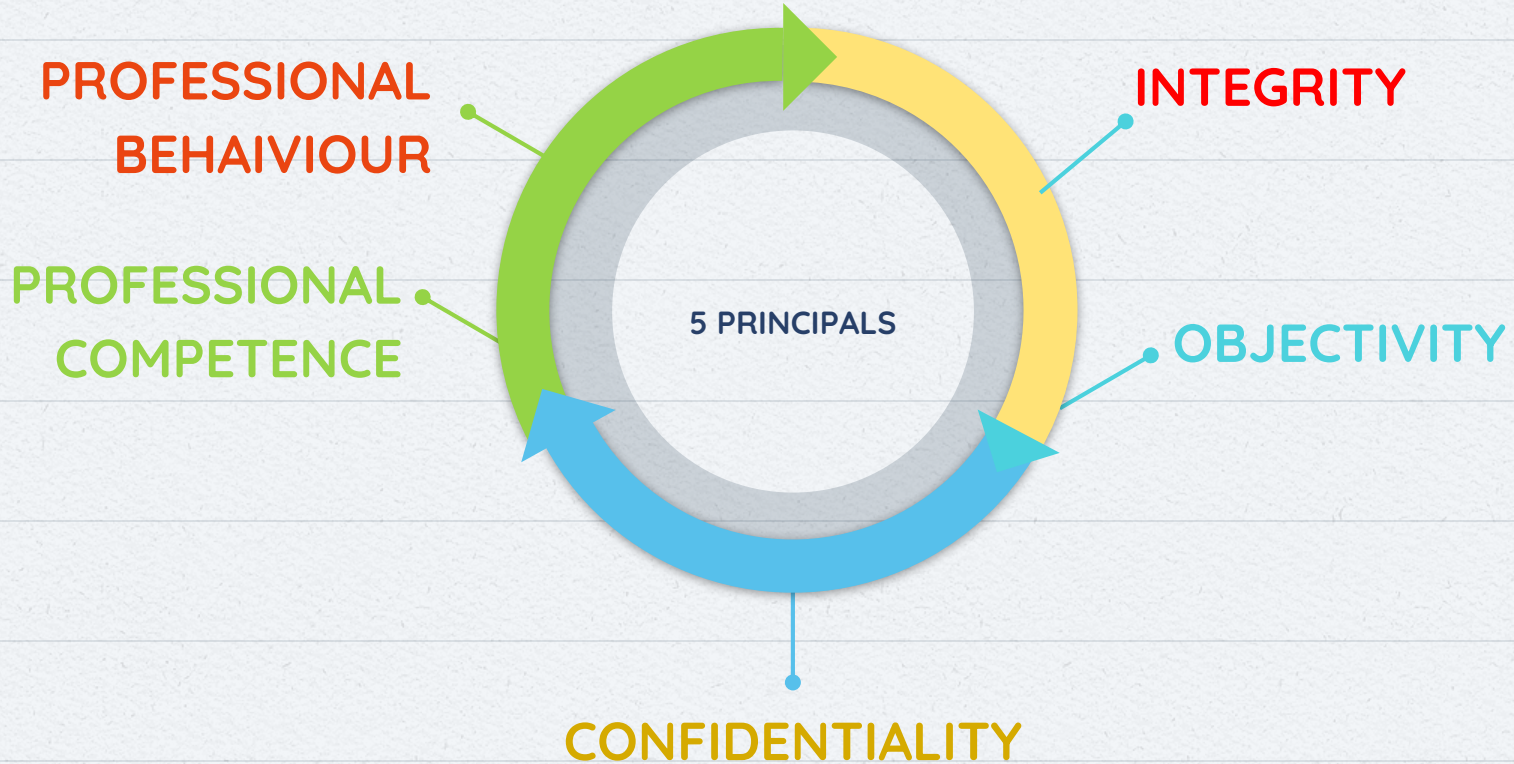 PROFESSIONAL
BEHAIVIOUR
INTEGRITY
PROFESSIONAL
COMPETENCE
5 PRINCIPALS
OBJECTIVITY
CONFIDENTIALITY